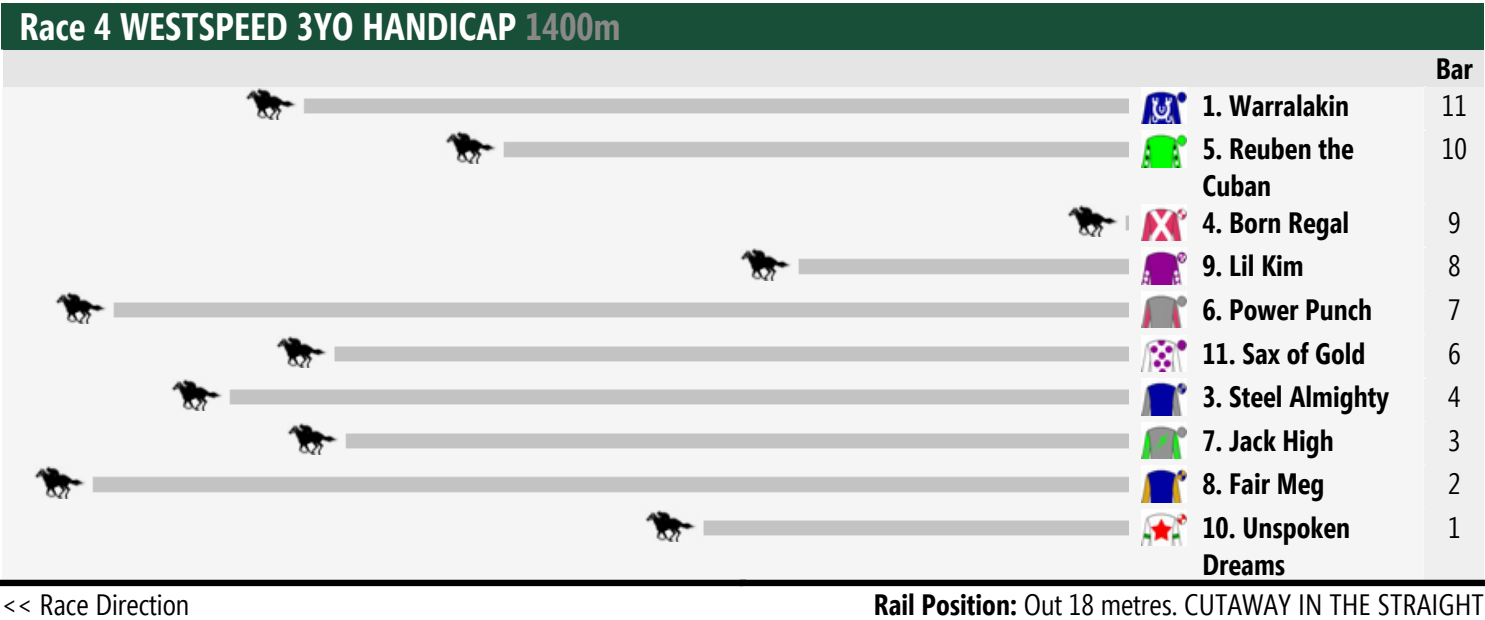 Race 4 WESTSPEED 3YO HANDICAP 1400m
Bar
1. Warralakin 11
5. Reuben the 10
Cuban
4. Born Regal 9
9. Lil Kim 8
6. Power Punch 7
11. Sax of Gold 6
3. Steel Almighty 4
7. Jack High 3
8. Fair Meg 2
10. Unspoken 1
Dreams
<< Race Direction Rail Position: Out 18 metres. CUTAWAY IN THE STRAIGHT